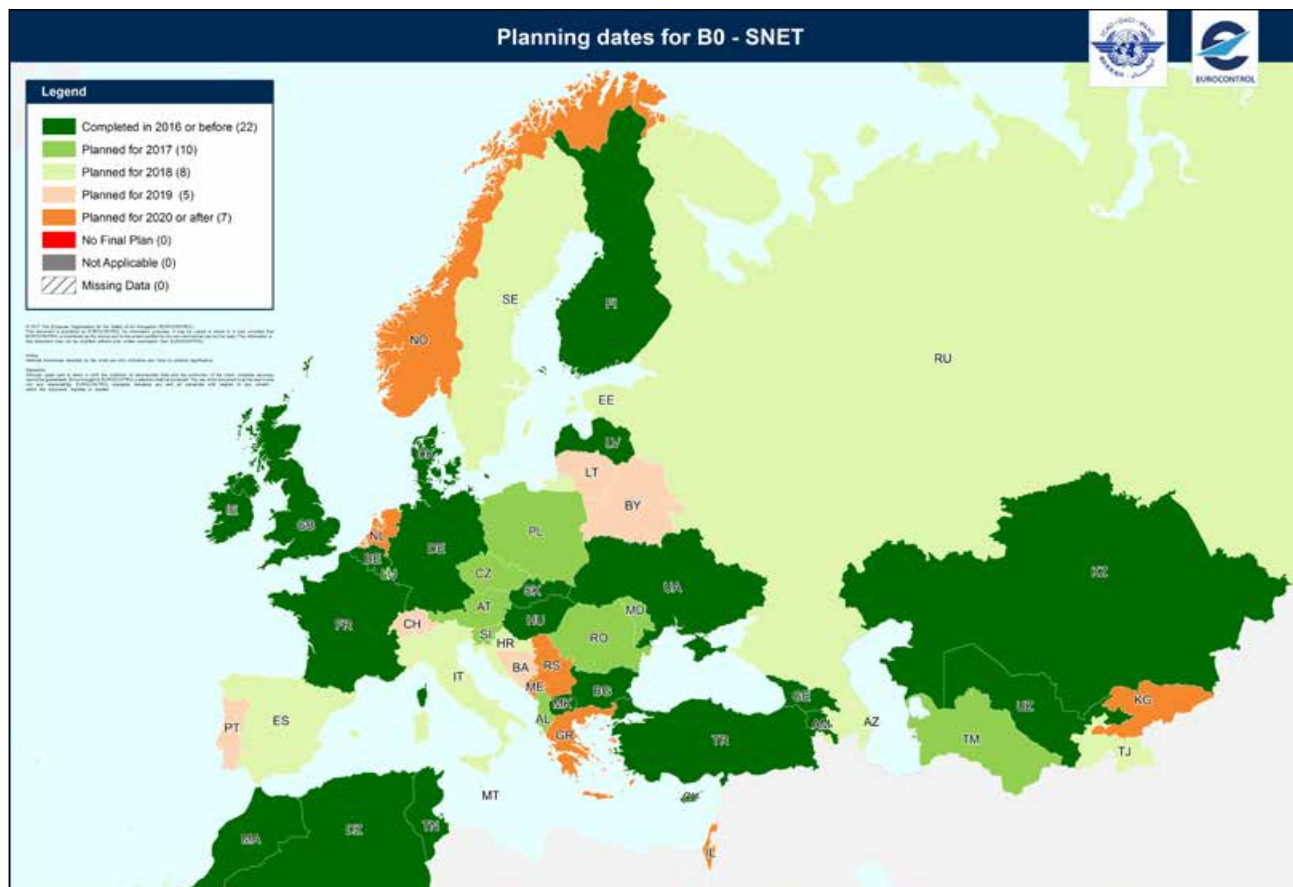 Planning dates for B0 - SNET
EUROCONTROL
Legend
Completed in 2016 or before (22)
Planned for 2017 (10)
Planned for 2018 (8)
Planned for 2019 (5)
Planned for 2020 or after (7)
No Final Plan (0)
Not Applicable (0)
Missing Data (0)
NO
SE
FI
RU
EE
LV
LT
BY
DK
IE
GB
NL
BE
DE
PL
LU
CZ
SK
UA
KZ
FR
CH
AT
HU
MD
SI
RO
HR
IT
BA
RS
ME
BG
MK
AL
GR
PT
ES
GE
AM
AZ
TR
UZ
KG
TM
TJ
MT
CY
IL
MA
DZ
TN